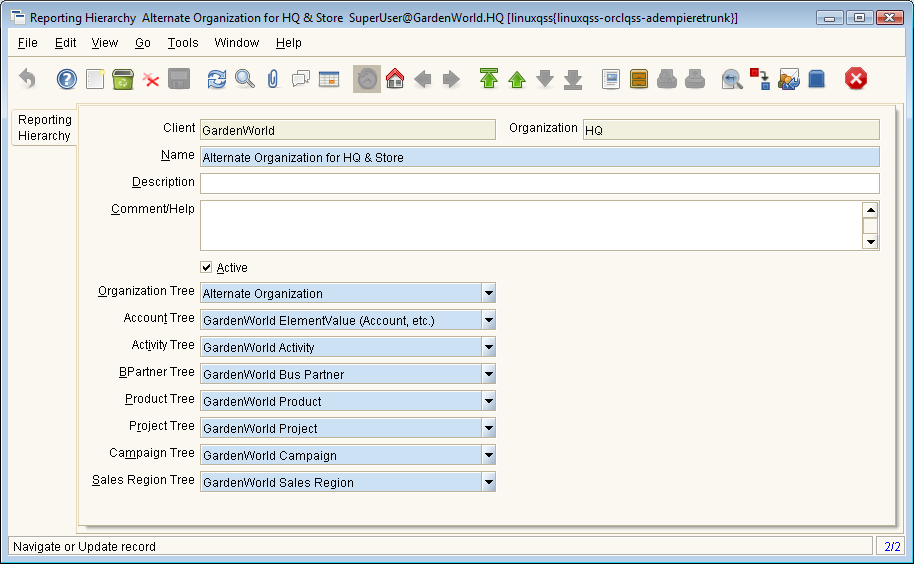 Reporting Hierarchy  Alternate Organization for HQ & Store  SuperUser@GardenWorld.HQ [linuxqss{linuxqss-orclqss-adempieretrunk}]
File Edit View Go Tools Window Help
Reporting
Hierarchy
Client GardenWorld Organization HQ
Name Alternate Organization for HQ & Store
Description
Comment/Help
Active
Organization Tree Alternate Organization
Account Tree GardenWorld ElementValue (Account, etc.)
Activity Tree GardenWorld Activity
BPartner Tree GardenWorld Bus Partner
Product Tree GardenWorld Product
Project Tree GardenWorld Project
Campaign Tree GardenWorld Campaign
Sales Region Tree GardenWorld Sales Region
Navigate or Update record 2/2